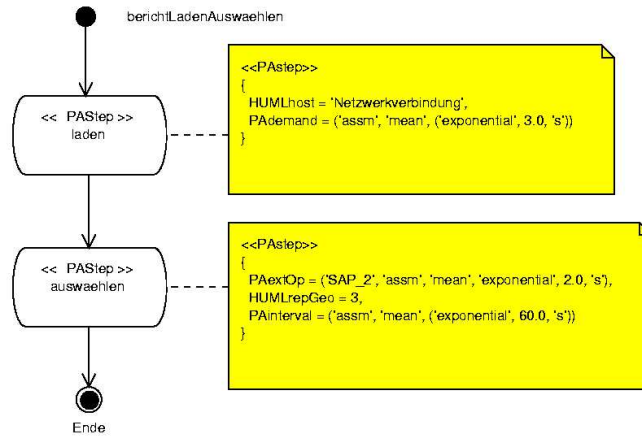 berichtLadenAuswaehlen
<< PAStep >>
laden
<<PAstep>>
{
HUMLhost = 'Netzwerkverbindung',
PAdemand = ('assm', 'mean', ('exponential', 3.0, 's'))
}
<< PAStep >>
auswaehlen
<<PAstep>>
{
PAextOp = ('SAP_2', 'assm', 'mean', 'exponential', 2.0, 's'),
HUMLrepGeo = 3,
PAinterval = ('assm', 'mean', ('exponential', 60.0, 's'))
}
Ende